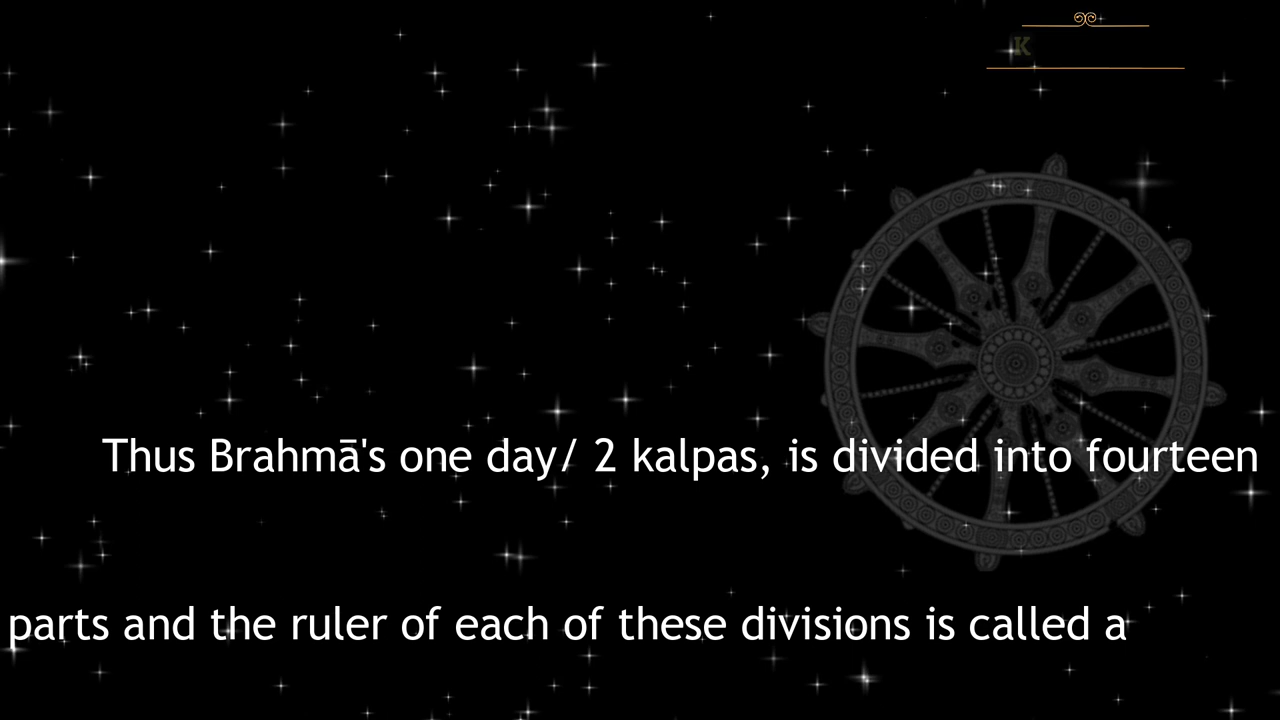 K
Thus Brahmā's one day/ 2 kalpas, is divided into fourteen
parts and the ruler of each of these divisions is called a